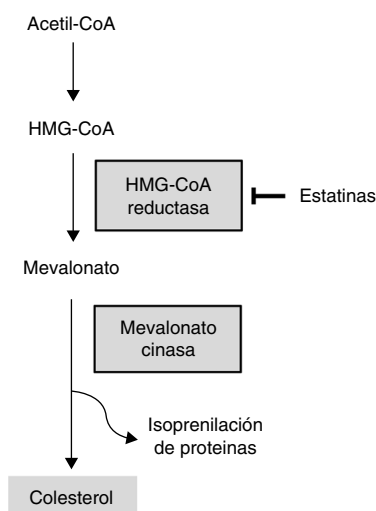 Acetil-CoA
HMG-CoA
HMG-CoA
reductasa
Estatinas
Mevalonato
Mevalonato
cinasa
Isoprenilación
de proteinas
Colesterol